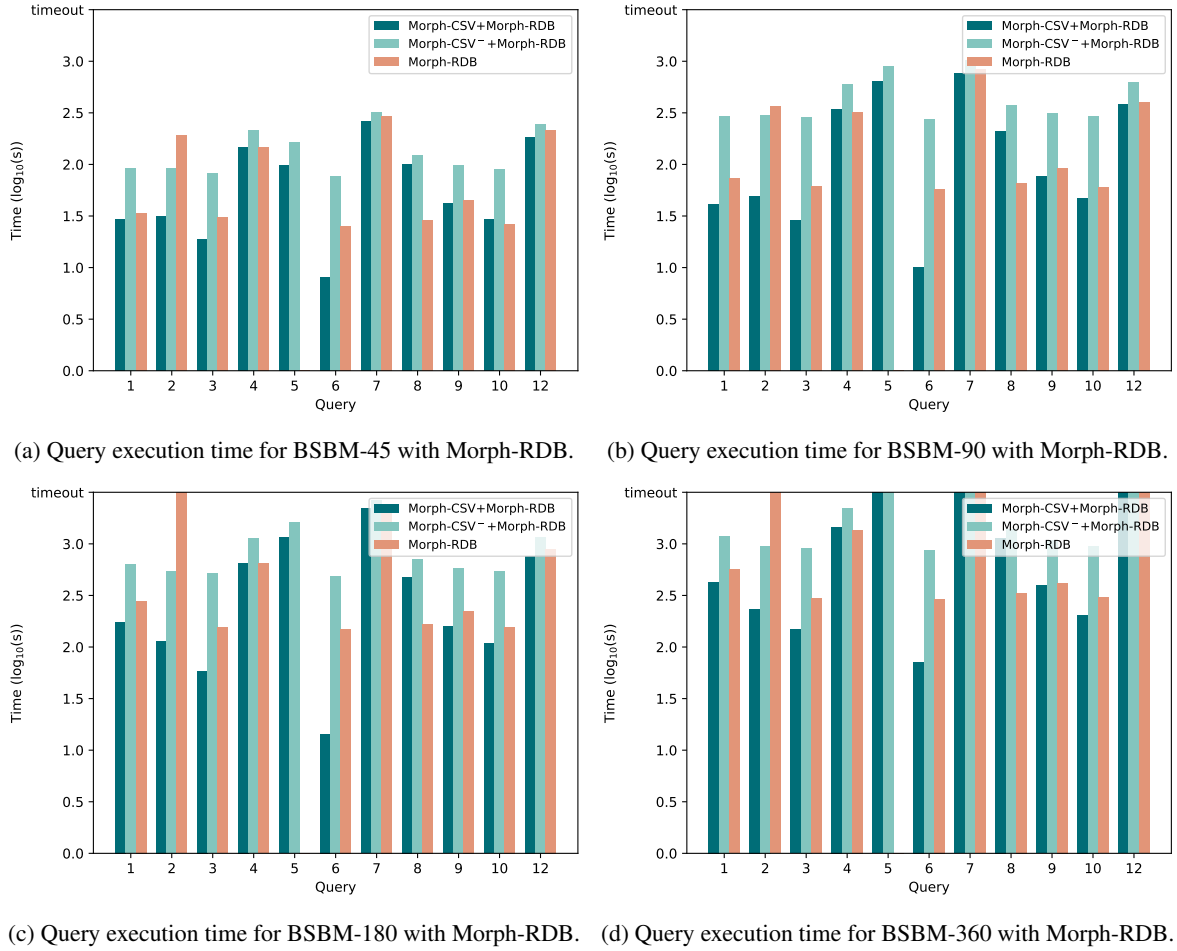 timeout
3.0
2.5
2.0
1.5
1.0
0.5
0.0
Time (log10(s))
Morph-CSV+Morph-RDB
Morph-CSV⁻+Morph-RDB
Morph-RDB
1 2 3 4 5 6 7 8 9 10 12
Query
(a) Query execution time for BSBM-45 with Morph-RDB.
timeout
3.0
2.5
2.0
1.5
1.0
0.5
0.0
Time (log10(s))
Morph-CSV+Morph-RDB
Morph-CSV⁻+Morph-RDB
Morph-RDB
1 2 3 4 5 6 7 8 9 10 12
Query
(b) Query execution time for BSBM-90 with Morph-RDB.
timeout
3.0
2.5
2.0
1.5
1.0
0.5
0.0
Time (log10(s))
Morph-CSV+Morph-RDB
Morph-CSV⁻+Morph-RDB
Morph-RDB
1 2 3 4 5 6 7 8 9 10 12
Query
(c) Query execution time for BSBM-180 with Morph-RDB.
timeout
3.0
2.5
2.0
1.5
1.0
0.5
0.0
Time (log10(s))
Morph-CSV+Morph-RDB
Morph-CSV⁻+Morph-RDB
Morph-RDB
1 2 3 4 5 6 7 8 9 10 12
Query
(d) Query execution time for BSBM-360 with Morph-RDB.